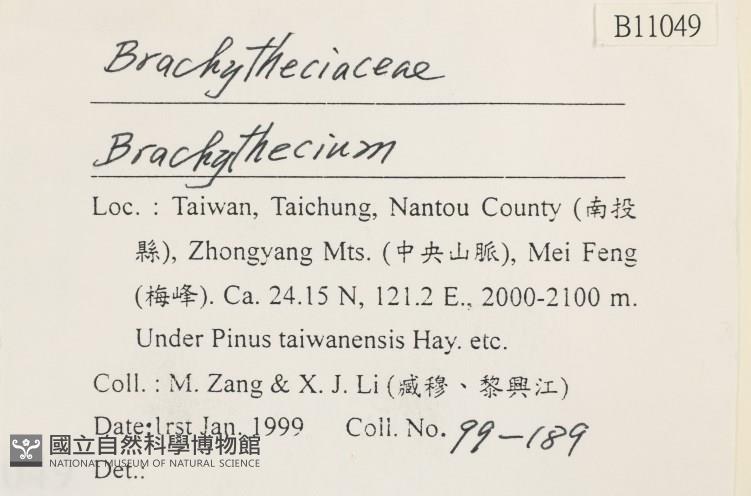 B11049
Brachytheciaceae
Brachythecium
Loc. : Taiwan, Taichung, Nantou County (南投
縣), Zhongyang Mts. (中央山脈), Mei Feng
(梅峰). Ca. 24.15 N, 121.2 E., 2000-2100 m.
Under Pinus taiwanensis Hay. etc.
Coll. : M. Zang & X. J. Li (臧穆、黎興江)
Date:1rst Jan. 1999 Coll. No. 99-189
國立自然科學博物館
NATIONAL MUSEUM OF NATURAL SCIENCE
Det.: